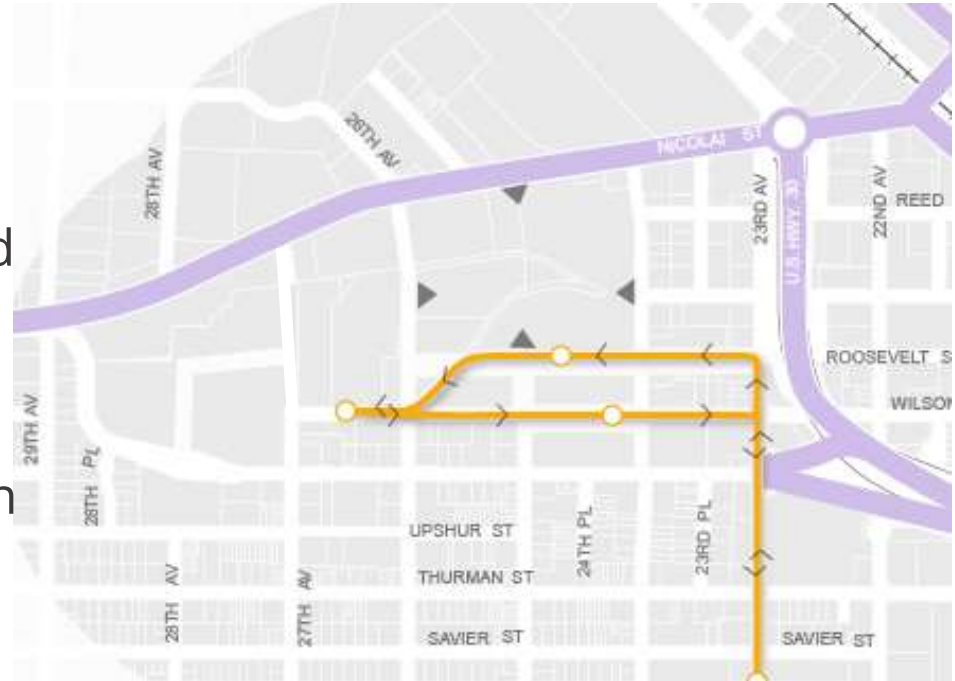 28TH AV
26TH AV
NICOLAI ST
23RD AV
U.S. HWY. 30
22ND AV
REED
d
ROOSEVELT S
WILSON
29TH AV
28TH PL
n
UPSHUR ST
24TH PL
23RD PL
THURMAN ST
28TH AV
27TH AV
SAVIER ST
SAVIER ST